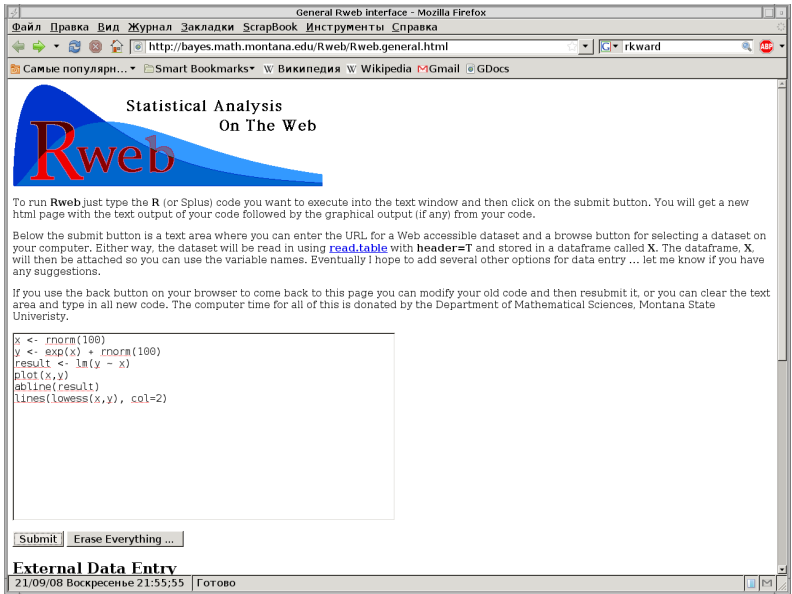 General Rweb interface - Mozilla Firefox
Файл Правка Вид Журнал Закладки ScrapBook Инструменты Справка
http://bayes.math.montana.edu/Rweb/Rweb.general.html rkward ABP
Самые популярн... Smart Bookmarks W Википедия W Wikipedia MGmail GDocs
Statistical Analysis
On The Web
Rweb
To run Rweb just type the R (or Splus) code you want to execute into the text window and then click on the submit button. You will get a new
html page with the text output of your code followed by the graphical output (if any) from your code.
Below the submit button is a text area where you can enter the URL for a Web accessible dataset and a browse button for selecting a dataset on
your computer. Either way, the dataset will be read in using read.table with header=T and stored in a dataframe called X. The dataframe, X,
will then be attached so you can use the variable names. Eventually I hope to add several other options for data entry ... let me know if you have
any suggestions.
If you use the back button on your browser to come back to this page you can modify your old code and then resubmit it, or you can clear the text
area and type in all new code. The computer time for all of this is donated by the Department of Mathematical Sciences, Montana State
Univeristy.
x <- rnorm(100)
y <- exp(x) + rnorm(100)
result <- lm(y ~ x)
plot(x,y)
abline(result)
lines(lowess(x,y), col=2)
Submit Erase Everything ...
External Data Entry
21/09/08 Воскресенье 21:55;55 Готово